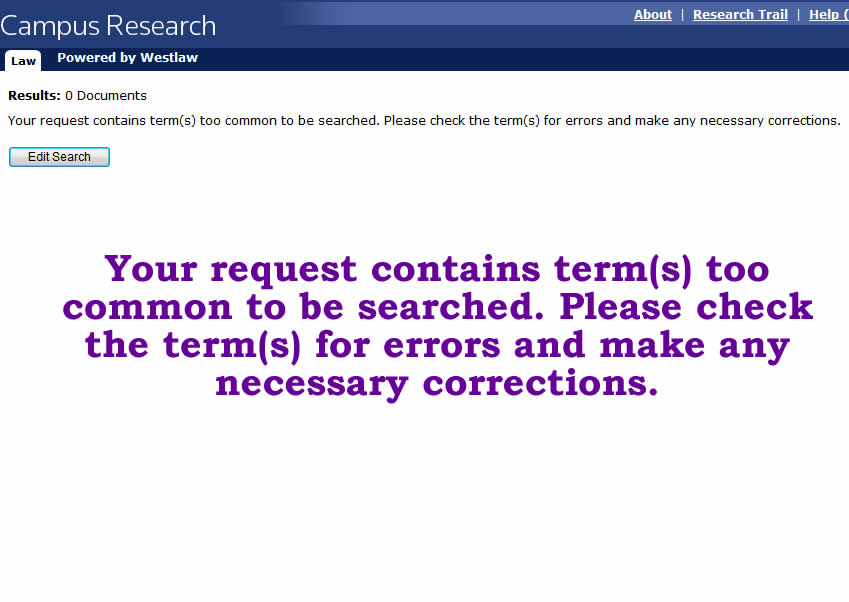 Campus Research
About | Research Trail | Help (
Law Powered by Westlaw
Results: 0 Documents
Your request contains term(s) too common to be searched. Please check the term(s) for errors and make any necessary corrections.
Edit Search
Your request contains term(s) too
common to be searched. Please check
the term(s) for errors and make any
necessary corrections.